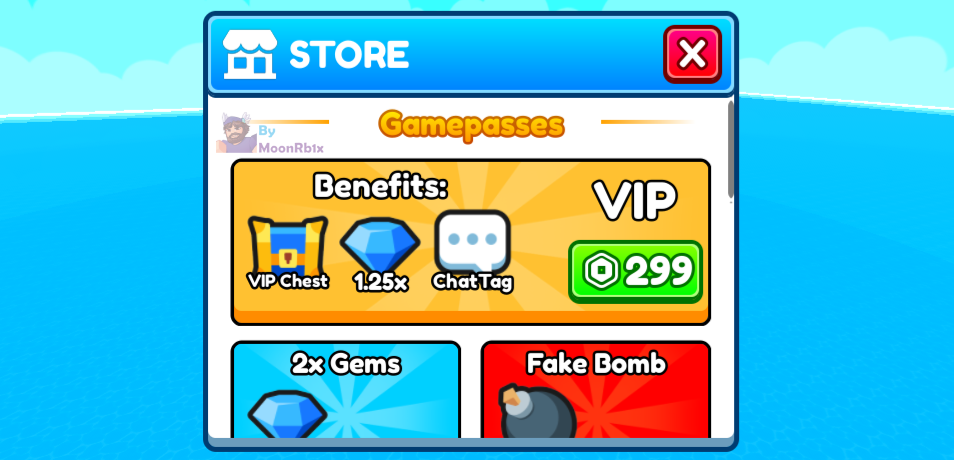 STORE
By
MoonRb1x
Gamepasses
Benefits:
VIP
VIP Chest
1.25x
ChatTag
299
2x Gems
Fake Bomb